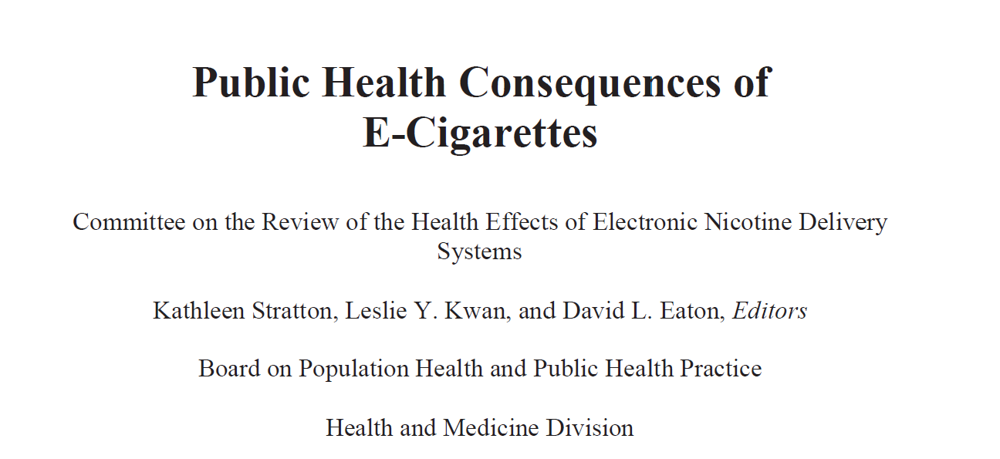 Public Health Consequences of
E-Cigarettes
Committee on the Review of the Health Effects of Electronic Nicotine Delivery
Systems
Kathleen Stratton, Leslie Y. Kwan, and David L. Eaton, Editors
Board on Population Health and Public Health Practice
Health and Medicine Division